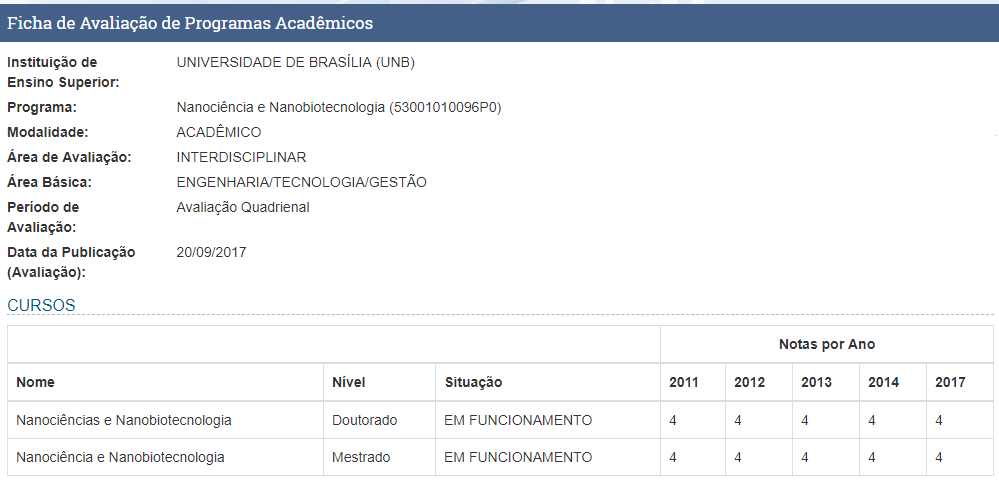 Ficha de Avaliação de Programas Acadêmicos
Instituição de Ensino Superior: UNIVERSIDADE DE BRASÍLIA (UNB)
Programa: Nanociência e Nanobiotecnologia (53001010096P0)
Modalidade: ACADÊMICO
Área de Avaliação: INTERDISCIPLINAR
Área Básica: ENGENHARIA/TECNOLOGIA/GESTÃO
Período de Avaliação: Avaliação Quadrienal
Data da Publicação (Avaliação): 20/09/2017
CURSOS
Notas por Ano
Nome Nível Situação 2011 2012 2013 2014 2017
Nanociências e Nanobiotecnologia Doutorado EM FUNCIONAMENTO 4 4 4 4 4
Nanociência e Nanobiotecnologia Mestrado EM FUNCIONAMENTO 4 4 4 4 4